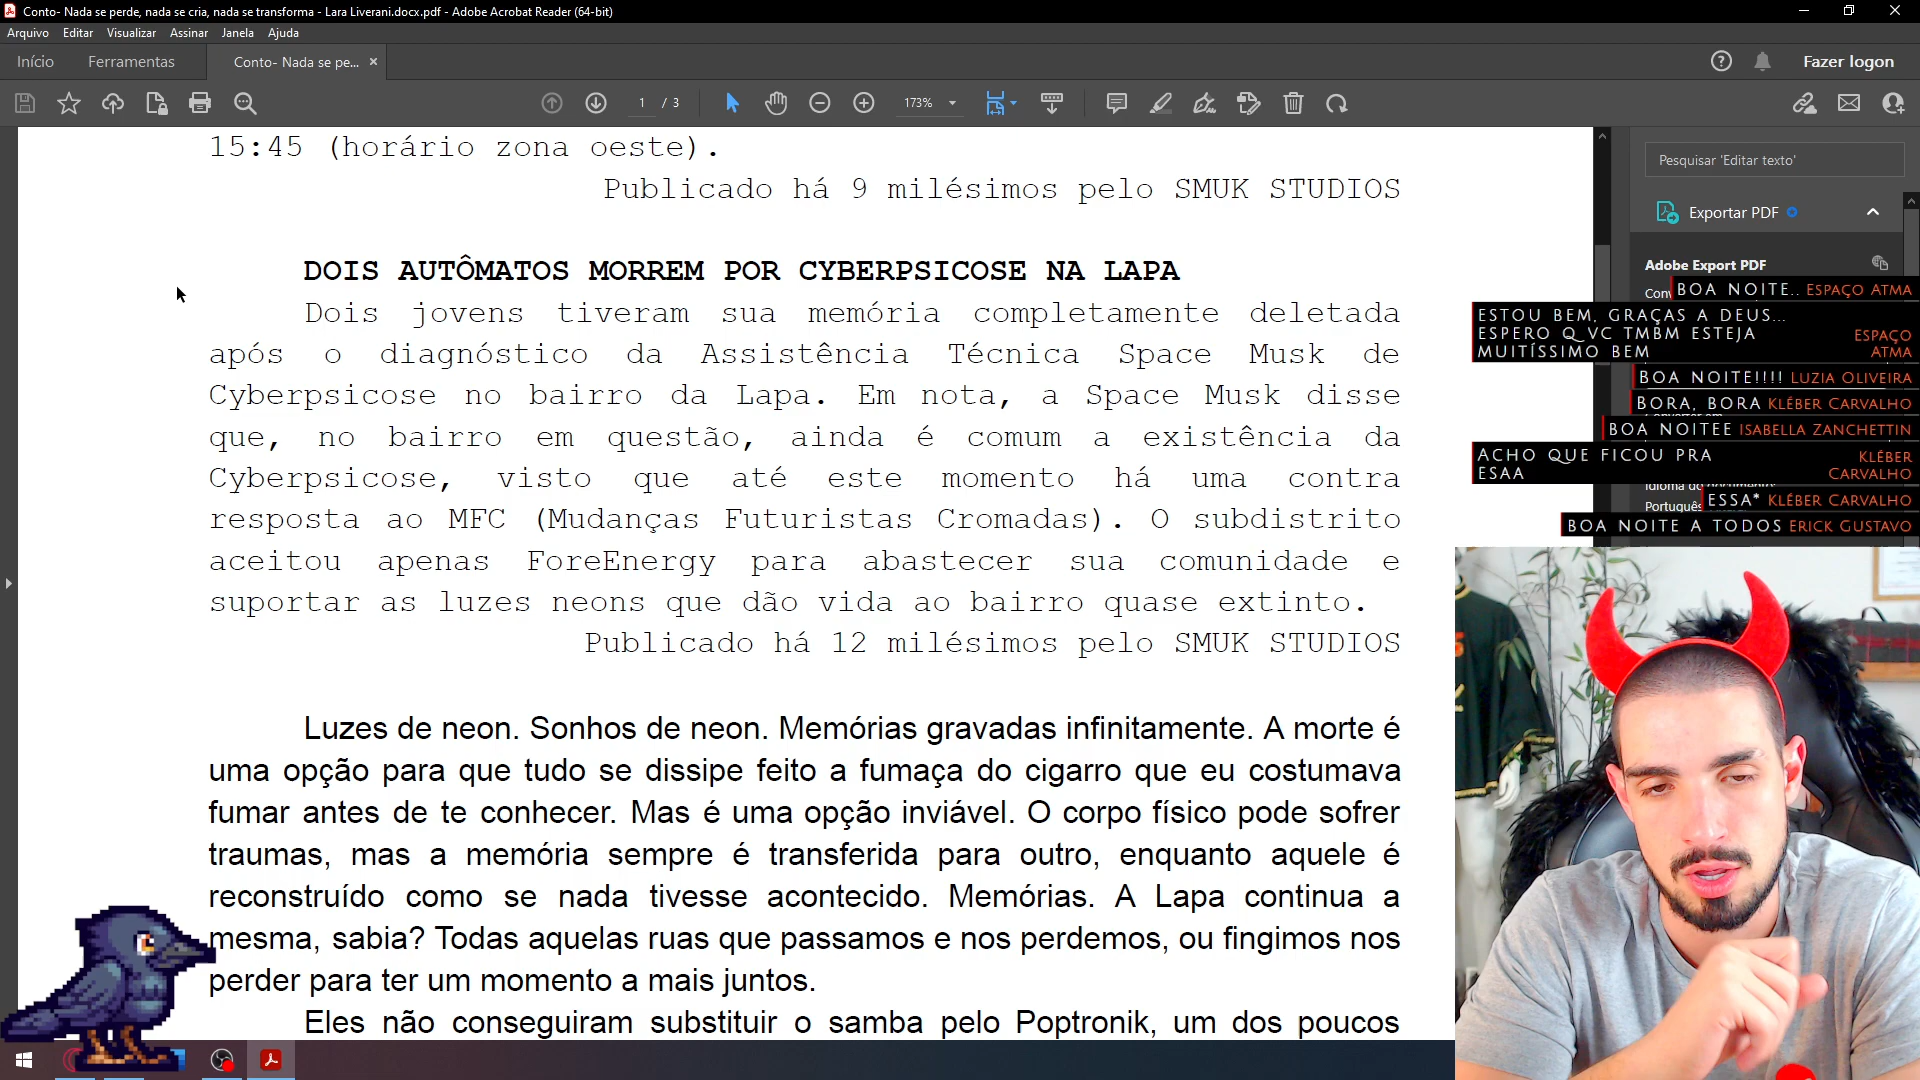 Conto- Nada se perde, nada se cria, nada se transforma - Lara Liverani.docx.pdf - Adobe Acrobat Reader (64-bit)
Arquivo Editar Visualizar Assinar Janela Ajuda
Início Ferramentas Conto- Nada se pe... × Fazer logon
1 / 3 173%
15:45 (horário zona oeste).
Publicado há 9 milésimos pelo SMUK STUDIOS
DOIS AUTÔMATOS MORREM POR CYBERPSICOSE NA LAPA
Dois jovens tiveram sua memória completamente deletada
após o diagnóstico da Assistência Técnica Space Musk de
Cyberpsicose no bairro da Lapa. Em nota, a Space Musk disse
que, no bairro em questão, ainda é comum a existência da
Cyberpsicose, visto que até este momento há uma contra
resposta ao MFC (Mudanças Futuristas Cromadas). O subdistrito
aceitou apenas ForeEnergy para abastecer sua comunidade e
suportar as luzes neons que dão vida ao bairro quase extinto.
Publicado há 12 milésimos pelo SMUK STUDIOS
Luzes de neon. Sonhos de neon. Memórias gravadas infinitamente. A morte é
uma opção para que tudo se dissipe feito a fumaça do cigarro que eu costumava
fumar antes de te conhecer. Mas é uma opção inviável. O corpo físico pode sofrer
traumas, mas a memória sempre é transferida para outro, enquanto aquele é
reconstruído como se nada tivesse acontecido. Memórias. A Lapa continua a
mesma, sabia? Todas aquelas ruas que passamos e nos perdemos, ou fingimos nos
perder para ter um momento a mais juntos.
Eles não conseguiram substituir o samba pelo Poptronik, um dos poucos
Pesquisar 'Editar texto'
Exportar PDF
Adobe Export PDF
BOA NOITE.. ESPAÇO ATMA
ESTOU BEM, GRAÇAS A DEUS...
ESPERO Q VC TMBM ESTEJA
MUITÍSSIMO BEM
ESPAÇO
ATMA
BOA NOITE!!!! LUZIA OLIVEIRA
BORA, BORA KLÉBER CARVALHO
BOA NOITEE ISABELLA ZANCHETTIN
ACHO QUE FICOU PRA
ESAA
KLÉBER
CARVALHO
Idioma do documento:
Português
ESSA* KLÉBER CARVALHO
BOA NOITE A TODOS ERICK GUSTAVO